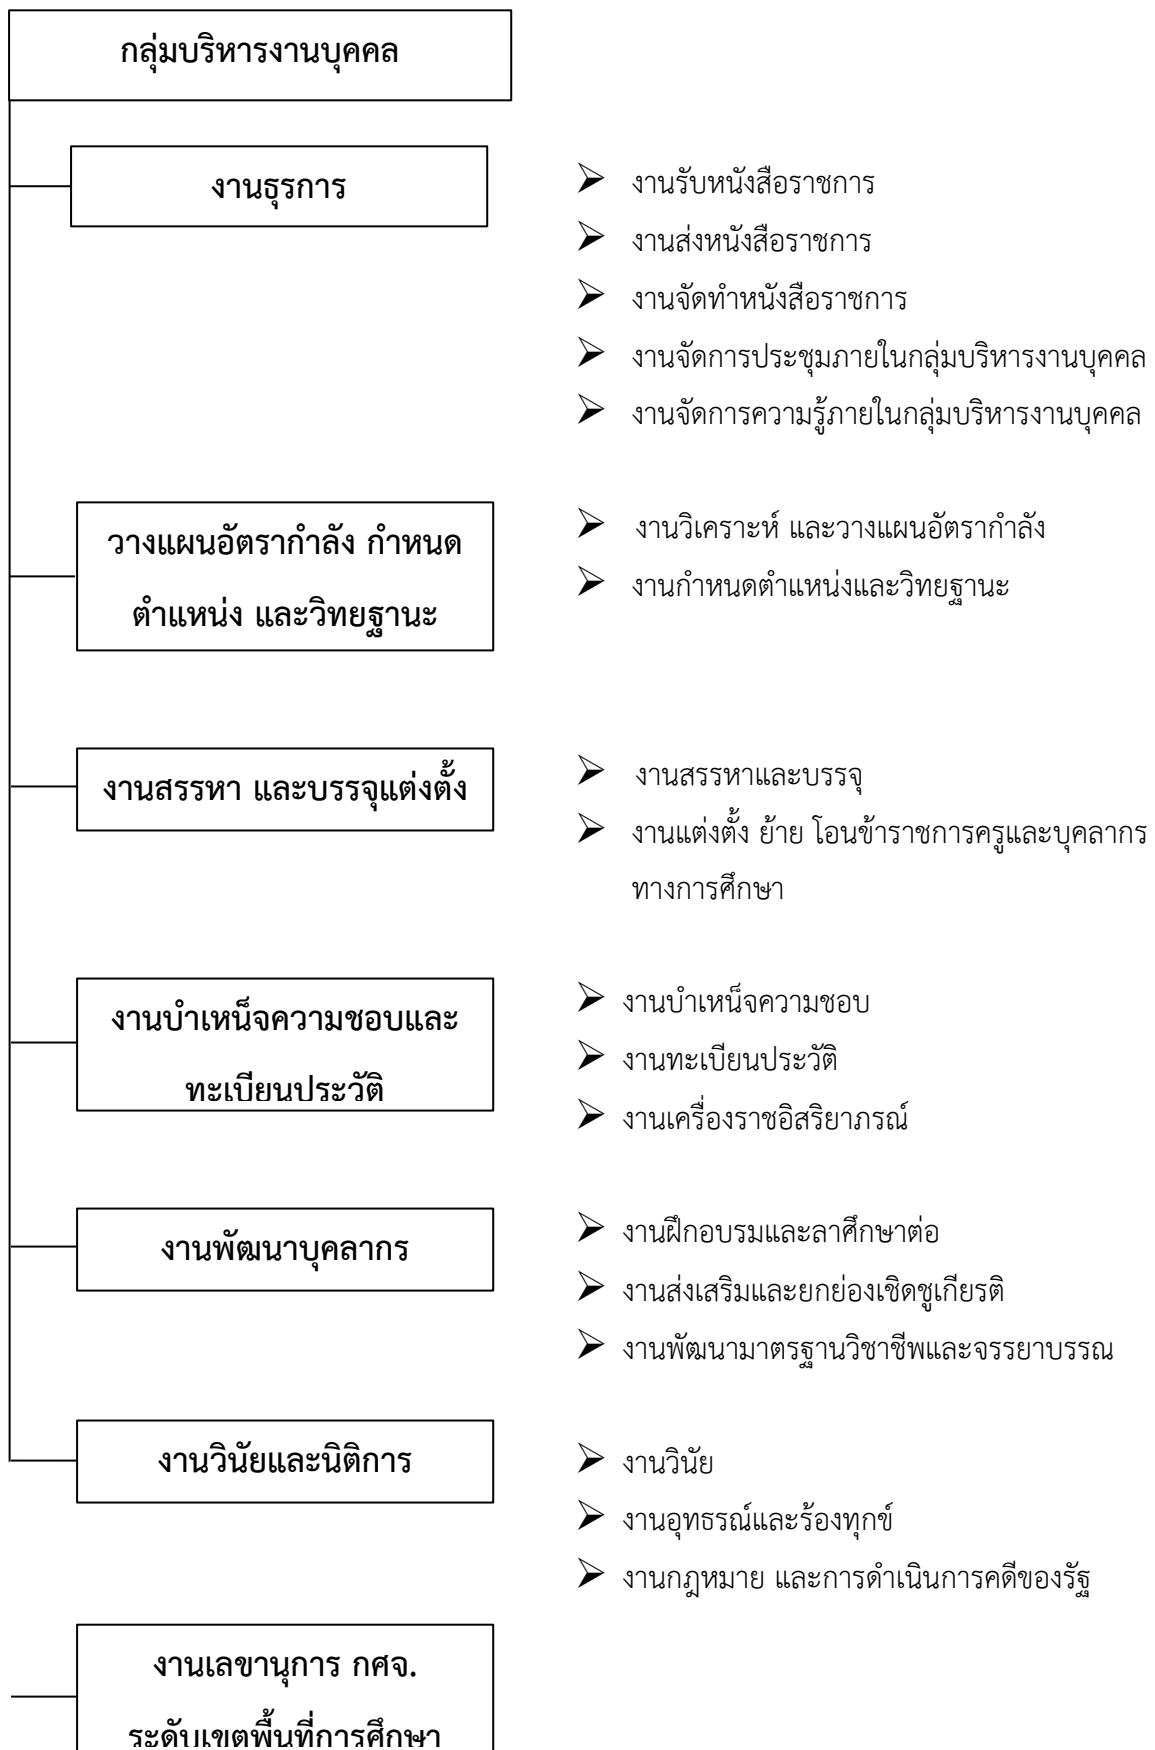 กลุ่มบริหารงานบุคคล
งานธุรการ
งานรับหนังสือราชการ
งานส่งหนังสือราชการ
งานจัดทำหนังสือราชการ
งานจัดการประชุมภายในกลุ่มบริหารงานบุคคล
งานจัดการความรู้ภายในกลุ่มบริหารงานบุคคล
วางแผนอัตรากำลัง กำหนด
ตำแหน่ง และวิทยฐานะ
งานวิเคราะห์ และวางแผนอัตรากำลัง
งานกำหนดตำแหน่งและวิทยฐานะ
งานสรรหา และบรรจุแต่งตั้ง
งานสรรหาและบรรจุ
งานแต่งตั้ง ย้าย โอนข้าราชการครูและบุคลากร
ทางการศึกษา
งานบำเหน็จความชอบและ
ทะเบียนประวัติ
งานบำเหน็จความชอบ
งานทะเบียนประวัติ
งานเครื่องราชอิสริยาภรณ์
งานพัฒนาบุคลากร
งานฝึกอบรมและลาศึกษาต่อ
งานส่งเสริมและยกย่องเชิดชูเกียรติ
งานพัฒนามาตรฐานวิชาชีพและจรรยาบรรณ
งานวินัยและนิติการ
งานวินัย
งานอุทธรณ์และร้องทุกข์
งานกฎหมาย และการดำเนินการคดีของรัฐ
งานเลขานุการ กศจ.
ระดับเขตพื้นที่การศึกษา